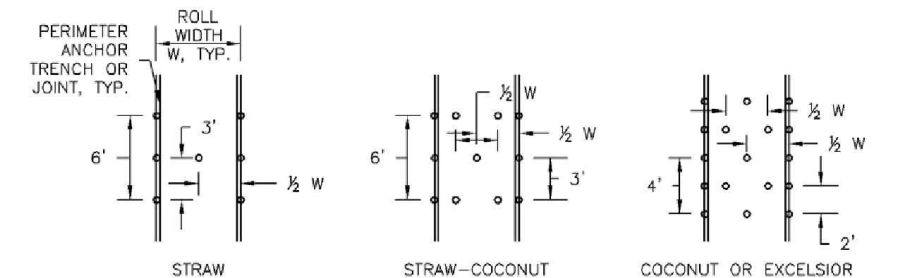 PERIMETER
ANCHOR
TRENCH OR
JOINT, TYP.
ROLL
WIDTH
W, TYP.
6'
3'
½ W
STRAW
½ W
½ W
6'
3'
STRAW-COCONUT
½ W
½ W
4'
2'
COCONUT OR EXCELSIOR